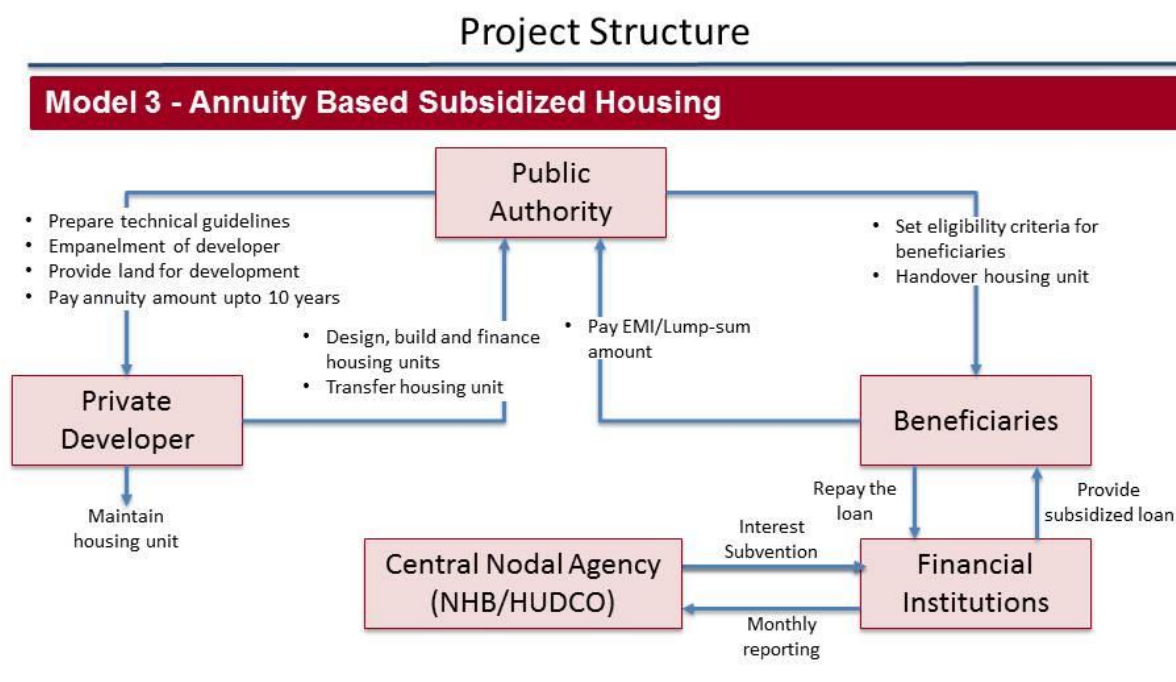 Project Structure
Model 3 - Annuity Based Subsidized Housing
Public
Authority
• Prepare technical guidelines
• Empanelment of developer
• Provide land for development
• Pay annuity amount upto 10 years
• Set eligibility criteria for
beneficiaries
• Handover housing unit
• Design, build and finance
housing units
• Transfer housing unit
• Pay EMI/Lump-sum
amount
Private
Developer
Beneficiaries
Maintain
housing unit
Repay the
loan
Provide
subsidized loan
Interest
Subvention
Central Nodal Agency
(NHB/HUDCO)
Financial
Institutions
Monthly
reporting